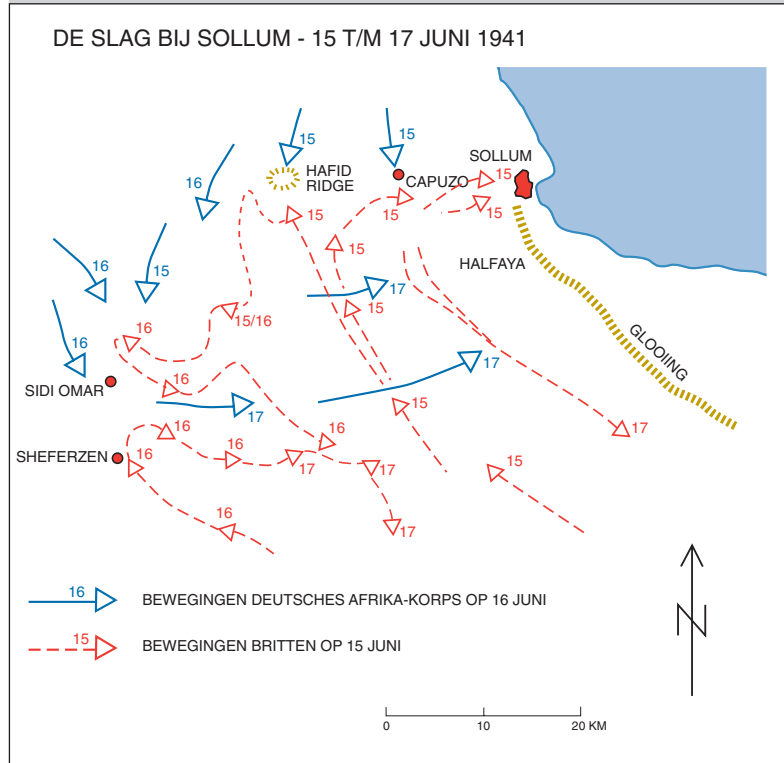 DE SLAG BIJ SOLLUM - 15 T/M 17 JUNI 1941
15
15
SOLLUM
HAFID
RIDGE
CAPUZO
15
16
15
15
15
15
HALFAYA
16
15
17
15/16
15
16
16
GLOOIING
17
SIDI OMAR
16
17
15
16
16
17
SHEFERZEN
16
16
17
17
15
16
17
16
BEWEGINGEN DEUTSCHES AFRIKA-KORPS OP 16 JUNI
15
BEWEGINGEN BRITTEN OP 15 JUNI
N
0
10
20 KM